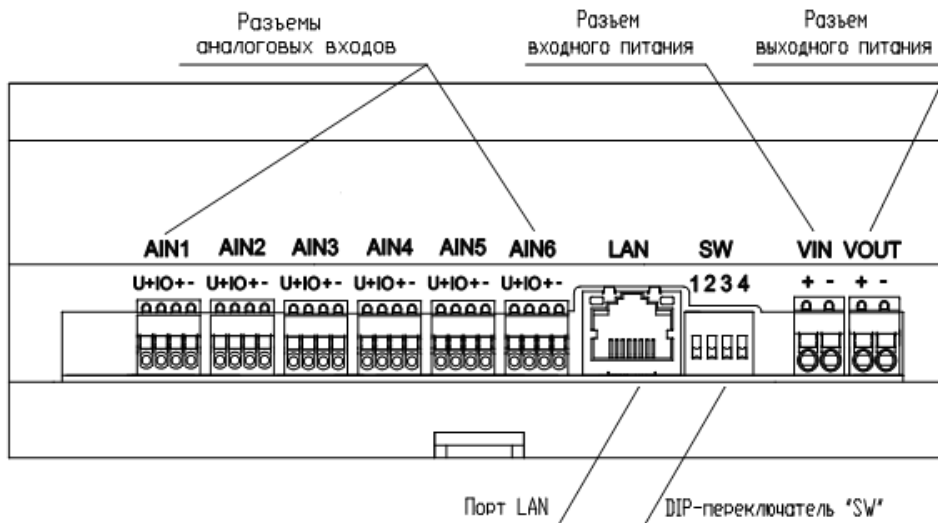 Разъемы
аналоговых входов
Разъем
входного питания
Разъем
выходного питания
AIN1 AIN2 AIN3 AIN4 AIN5 AIN6 LAN SW VIN VOUT
U+IO+- U+IO+- U+IO+- U+IO+- U+IO+- U+IO+- 1234 + - + -
Порт LAN
DIP-переключатель "SW"